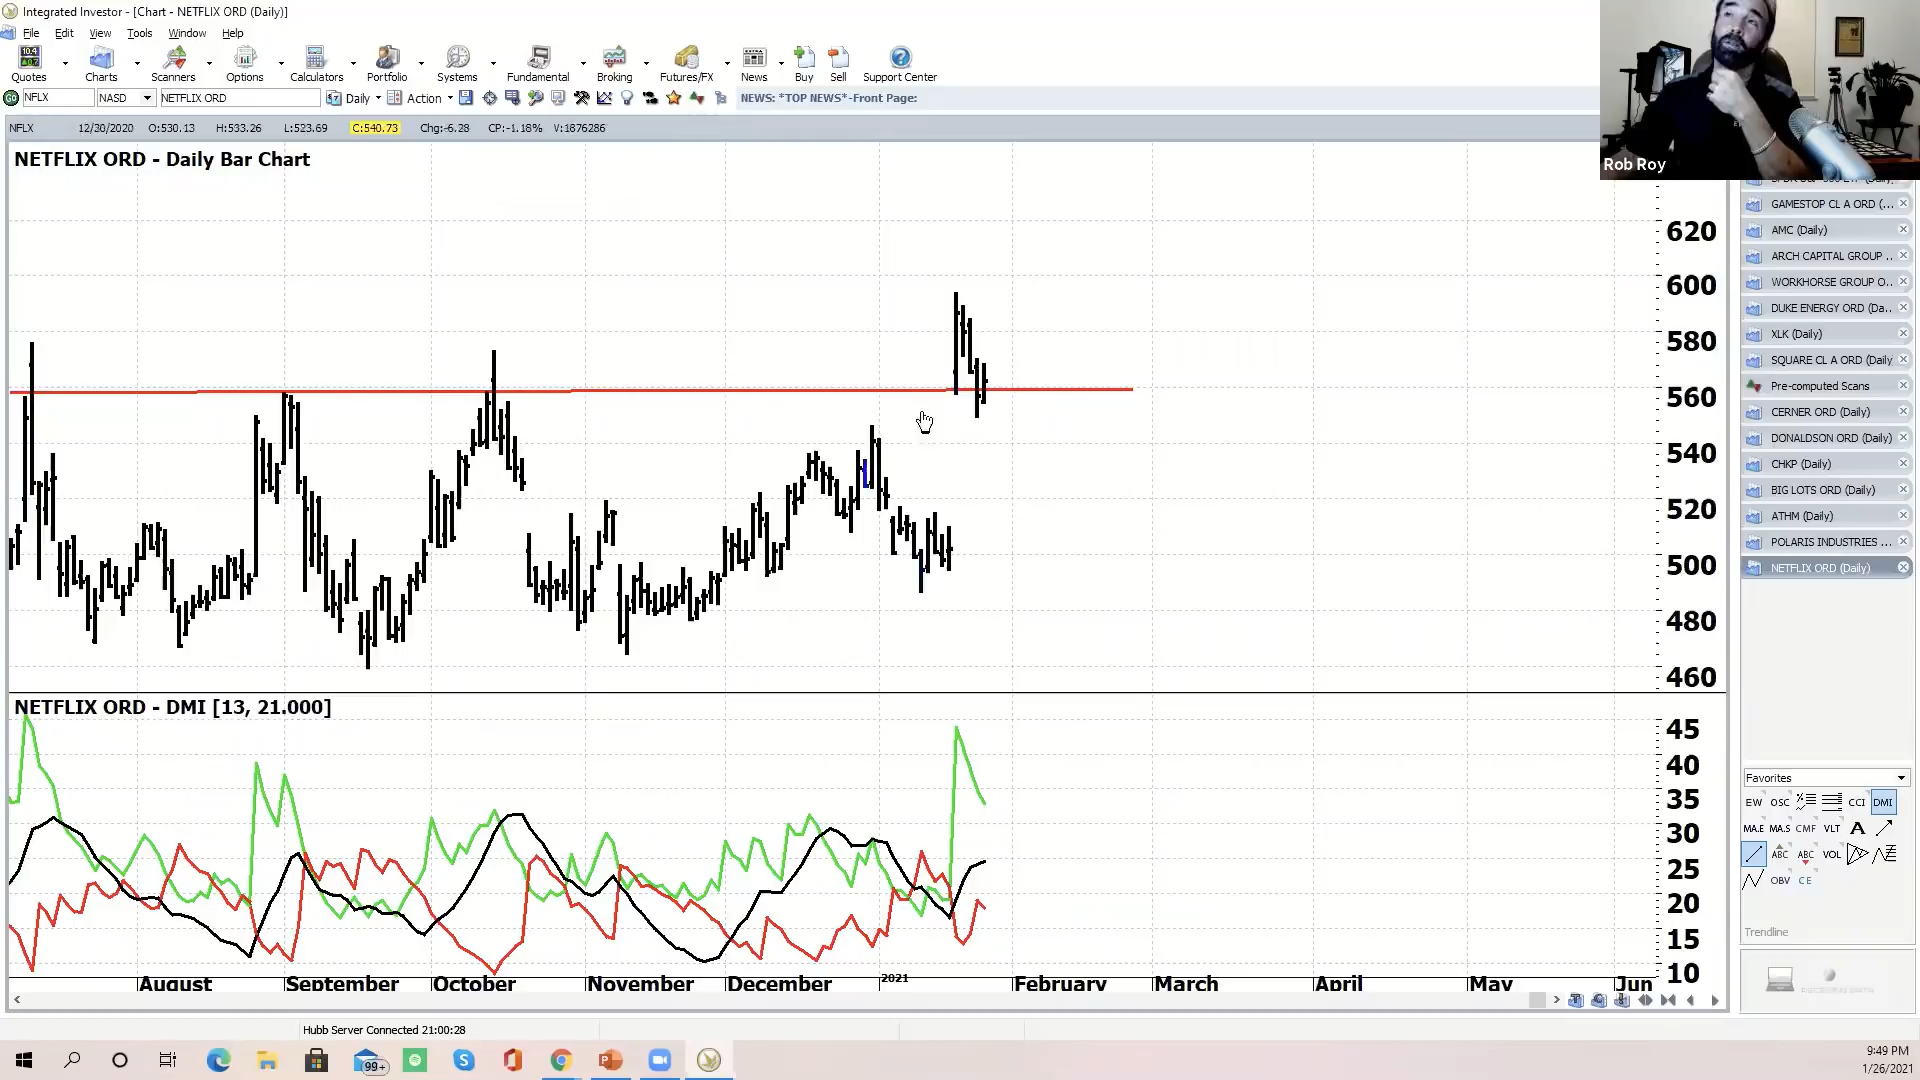 Integrated Investor - [Chart - NETFLIX ORD (Daily)]
File Edit View Tools Window Help
Quotes Charts Scanners Options Calculators Portfolio Systems Fundamental Broking Futures/FX News Buy Sell Support Center
NFLX NASD NETFLIX ORD Daily Action NEWS: *TOP NEWS*-Front Page:
NFLX 12/30/2020 O:530.13 H:533.26 L:523.69 C:540.73 Chg:-6.28 CP:-1.18% V:1876286
NETFLIX ORD - Daily Bar Chart
Rob Roy
620
600
580
560
540
520
500
480
460
NETFLIX ORD - DMI [13, 21.000]
45
40
35
30
25
20
15
10
August September October November December 2021 February March April May Jun
GAMESTOP CL A ORD (...
AMC (Daily)
ARCH CAPITAL GROUP ..
WORKHORSE GROUP O..
DUKE ENERGY ORD (Da..
XLK (Daily)
SQUARE CL A ORD (Daily)
Pre-computed Scans
CERNER ORD (Daily)
DONALDSON ORD (Daily)
CHKP (Daily)
BIG LOTS ORD (Daily)
ATHM (Daily)
POLARIS INDUSTRIES ...
NETFLIX ORD (Daily)
Favorites
EW OSC CCI DMI
MA.E MA.S CMF VLT A
ABC ABC VOL
OBV CE
Trendline
Hubb Server Connected 21:00:28
99+
9:49 PM
1/26/2021